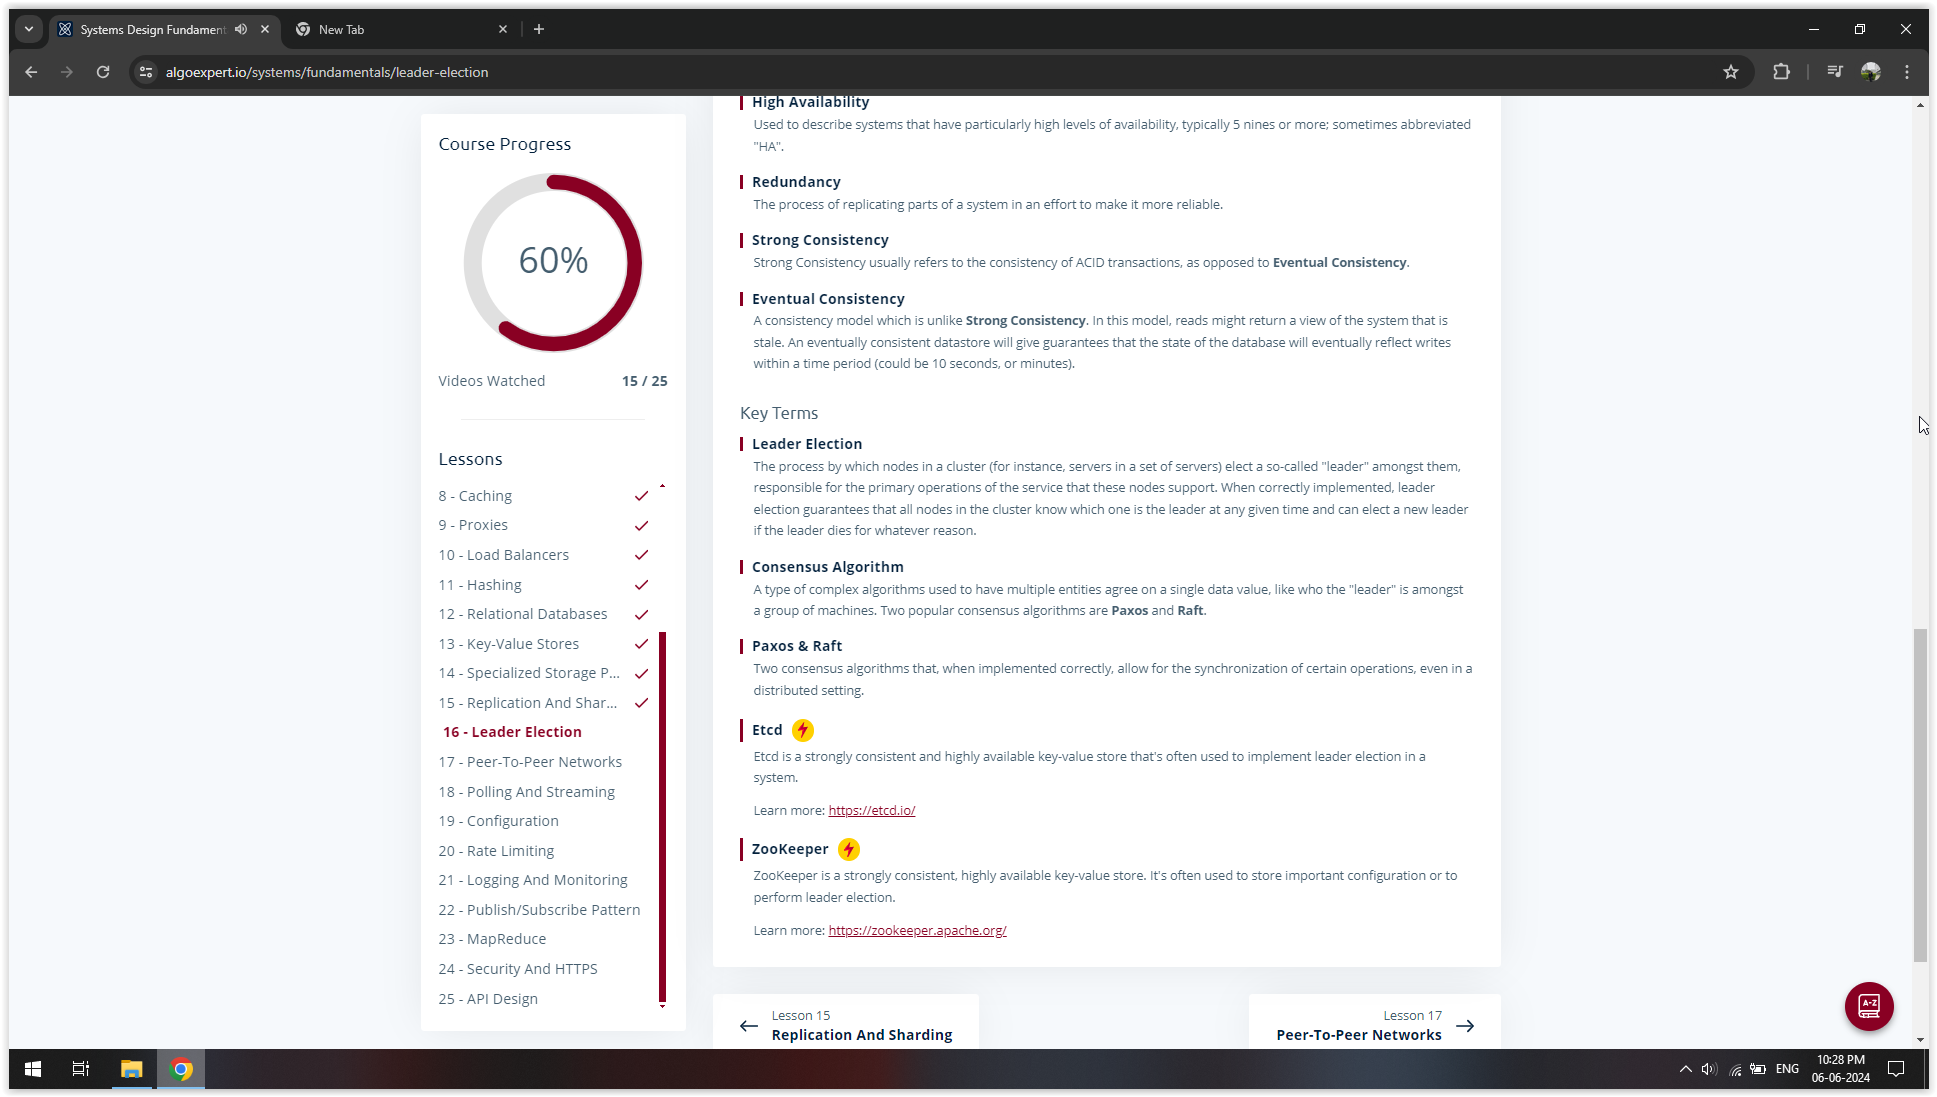 Systems Design Fundament
New Tab
algoexpert.io/systems/fundamentals/leader-election
Course Progress
60%
Videos Watched 15 / 25
Lessons
8 - Caching
9 - Proxies
10 - Load Balancers
11 - Hashing
12 - Relational Databases
13 - Key-Value Stores
14 - Specialized Storage P...
15 - Replication And Shar...
16 - Leader Election
17 - Peer-To-Peer Networks
18 - Polling And Streaming
19 - Configuration
20 - Rate Limiting
21 - Logging And Monitoring
22 - Publish/Subscribe Pattern
23 - MapReduce
24 - Security And HTTPS
25 - API Design
High Availability
Used to describe systems that have particularly high levels of availability, typically 5 nines or more; sometimes abbreviated
"HA".
Redundancy
The process of replicating parts of a system in an effort to make it more reliable.
Strong Consistency
Strong Consistency usually refers to the consistency of ACID transactions, as opposed to Eventual Consistency.
Eventual Consistency
A consistency model which is unlike Strong Consistency. In this model, reads might return a view of the system that is
stale. An eventually consistent datastore will give guarantees that the state of the database will eventually reflect writes
within a time period (could be 10 seconds, or minutes).
Key Terms
Leader Election
The process by which nodes in a cluster (for instance, servers in a set of servers) elect a so-called "leader" amongst them,
responsible for the primary operations of the service that these nodes support. When correctly implemented, leader
election guarantees that all nodes in the cluster know which one is the leader at any given time and can elect a new leader
if the leader dies for whatever reason.
Consensus Algorithm
A type of complex algorithms used to have multiple entities agree on a single data value, like who the "leader" is amongst
a group of machines. Two popular consensus algorithms are Paxos and Raft.
Paxos & Raft
Two consensus algorithms that, when implemented correctly, allow for the synchronization of certain operations, even in a
distributed setting.
Etcd
Etcd is a strongly consistent and highly available key-value store that's often used to implement leader election in a
system.
Learn more: https://etcd.io/
ZooKeeper
ZooKeeper is a strongly consistent, highly available key-value store. It's often used to store important configuration or to
perform leader election.
Learn more: https://zookeeper.apache.org/
Lesson 15
Replication And Sharding
Lesson 17
Peer-To-Peer Networks
A-Z
ENG
10:28 PM
06-06-2024